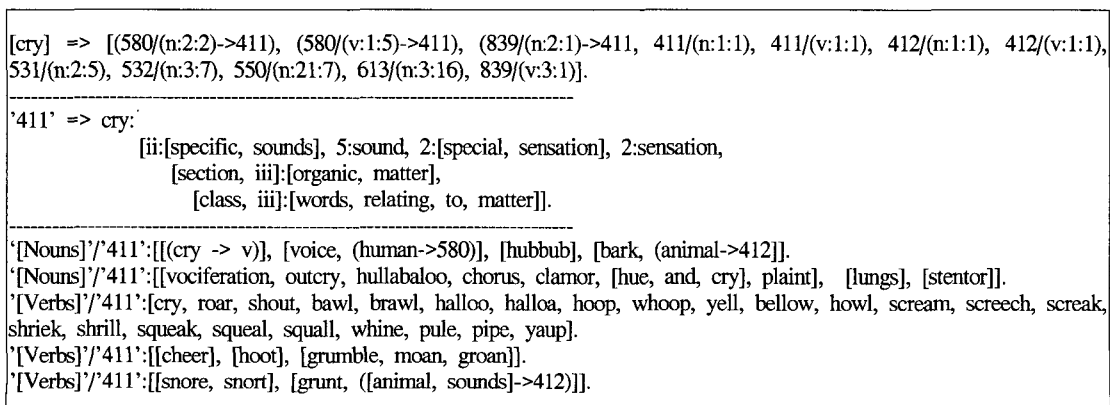 [cry] => [(580/(n:2:2)->411), (580/(v:1:5)->411), (839/(n:2:1)->411, 411/(n:1:1), 411/(v:1:1), 412/(n:1:1), 412/(v:1:1),
531/(n:2:5), 532/(n:3:7), 550/(n:21:7), 613/(n:3:16), 839/(v:3:1)].
--------------------------------------------------------------------------------
'411' => cry:
[ii:[specific, sounds], 5:sound, 2:[special, sensation], 2:sensation,
[section, iii]:[organic, matter],
[class, iii]:[words, relating, to, matter]].
--------------------------------------------------------------------------------
'[Nouns]'/'411':[[(cry -> v)], [voice, (human->580)], [hubbub], [bark, (animal->412]].
'[Nouns]'/'411':[[vociferation, outcry, hullabaloo, chorus, clamor, [hue, and, cry], plaint], [lungs], [stentor]].
'[Verbs]'/'411':[cry, roar, shout, bawl, brawl, halloo, halloa, hoop, whoop, yell, bellow, howl, scream, screech, screak,
shriek, shrill, squeak, squeal, squall, whine, pule, pipe, yaup].
'[Verbs]'/'411':[[cheer], [hoot], [grumble, moan, groan]].
'[Verbs]'/'411':[[snore, snort], [grunt, ([animal, sounds]->412)]].